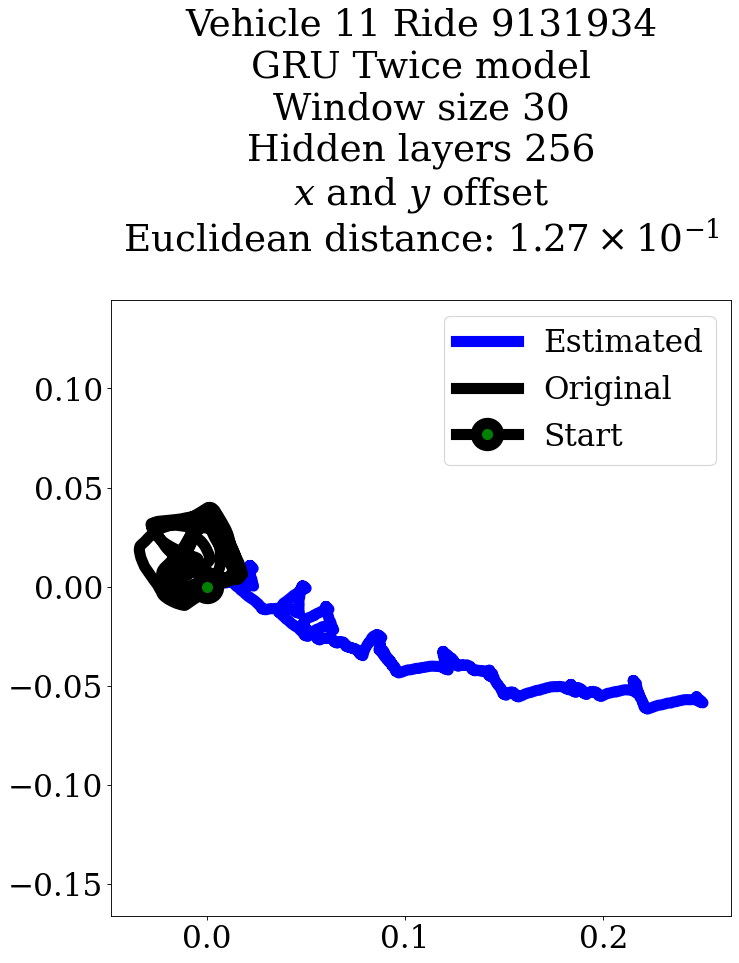 Vehicle 11 Ride 9131934
GRU Twice model
Window size 30
Hidden layers 256
x and y offset
Euclidean distance: 1.27 × 10⁻¹
Estimated
Original
Start
0.10
0.05
0.00
−0.05
−0.10
−0.15
0.0
0.1
0.2